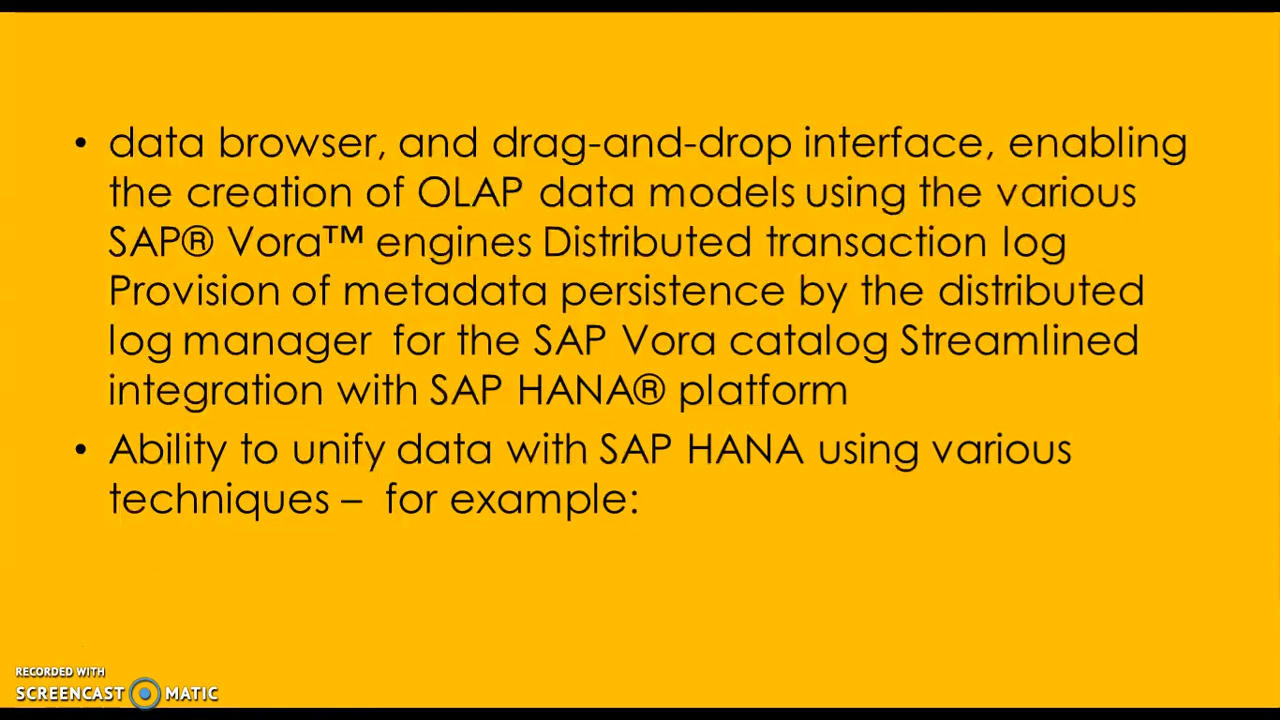 • data browser, and drag-and-drop interface, enabling
the creation of OLAP data models using the various
SAP® Vora™ engines Distributed transaction log
Provision of metadata persistence by the distributed
log manager for the SAP Vora catalog Streamlined
integration with SAP HANA® platform
• Ability to unify data with SAP HANA using various
techniques – for example:
RECORDED WITH
SCREENCAST MATIC